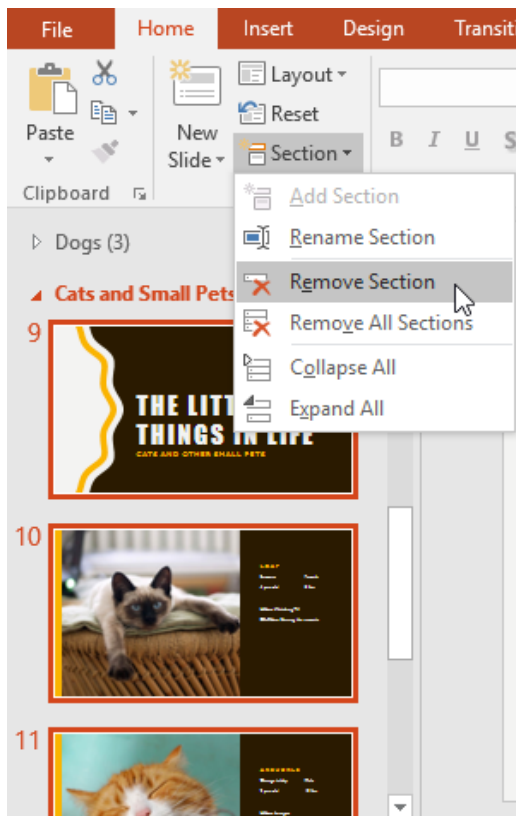 File Home Insert Design Transiti
Paste
New
Slide
Layout
Reset
Section
B I U S
Clipboard
Add Section
Rename Section
Remove Section
Remove All Sections
Collapse All
Expand All
Dogs (3)
Cats and Small Pets
9
THE LITT
THINGS IN LIFE
CATS AND OTHER SMALL PETS
10
11